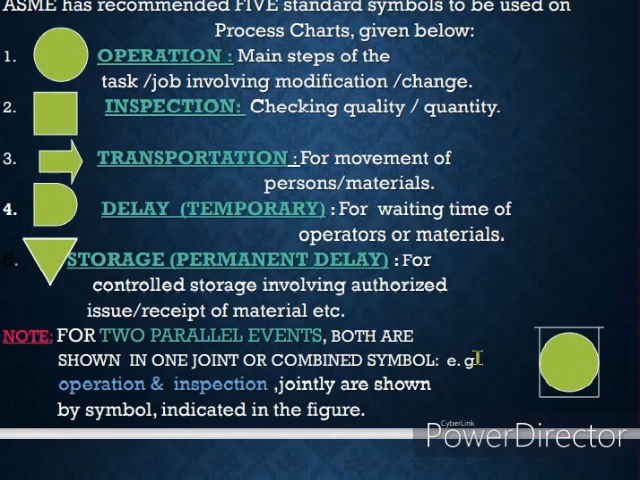 ASME has recommended FIVE standard symbols to be used on
Process Charts, given below:
1. OPERATION : Main steps of the
task /job involving modification /change.
2. INSPECTION: Checking quality / quantity.
3. TRANSPORTATION : For movement of
persons/materials.
4. DELAY (TEMPORARY) : For waiting time of
operators or materials.
5. STORAGE (PERMANENT DELAY) : For
controlled storage involving authorized
issue/receipt of material etc.
NOTE: FOR TWO PARALLEL EVENTS, BOTH ARE
SHOWN IN ONE JOINT OR COMBINED SYMBOL: e. g.
operation & inspection ,jointly are shown
by symbol, indicated in the figure.
CyberLink
PowerDirector